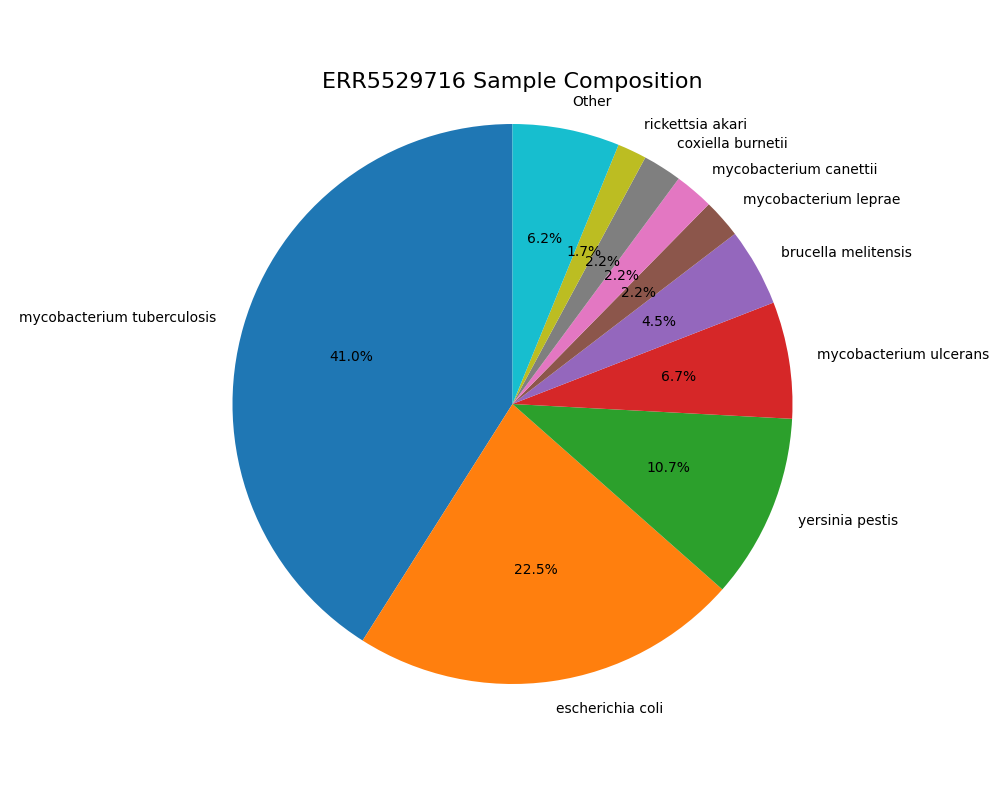 ERR5529716 Sample Composition
Other
rickettsia akari
coxiella burnetii
mycobacterium canettii
mycobacterium leprae
brucella melitensis
mycobacterium ulcerans
yersinia pestis
escherichia coli
mycobacterium tuberculosis
6.2%
1.7%
2.2%
2.2%
2.2%
4.5%
6.7%
10.7%
22.5%
41.0%